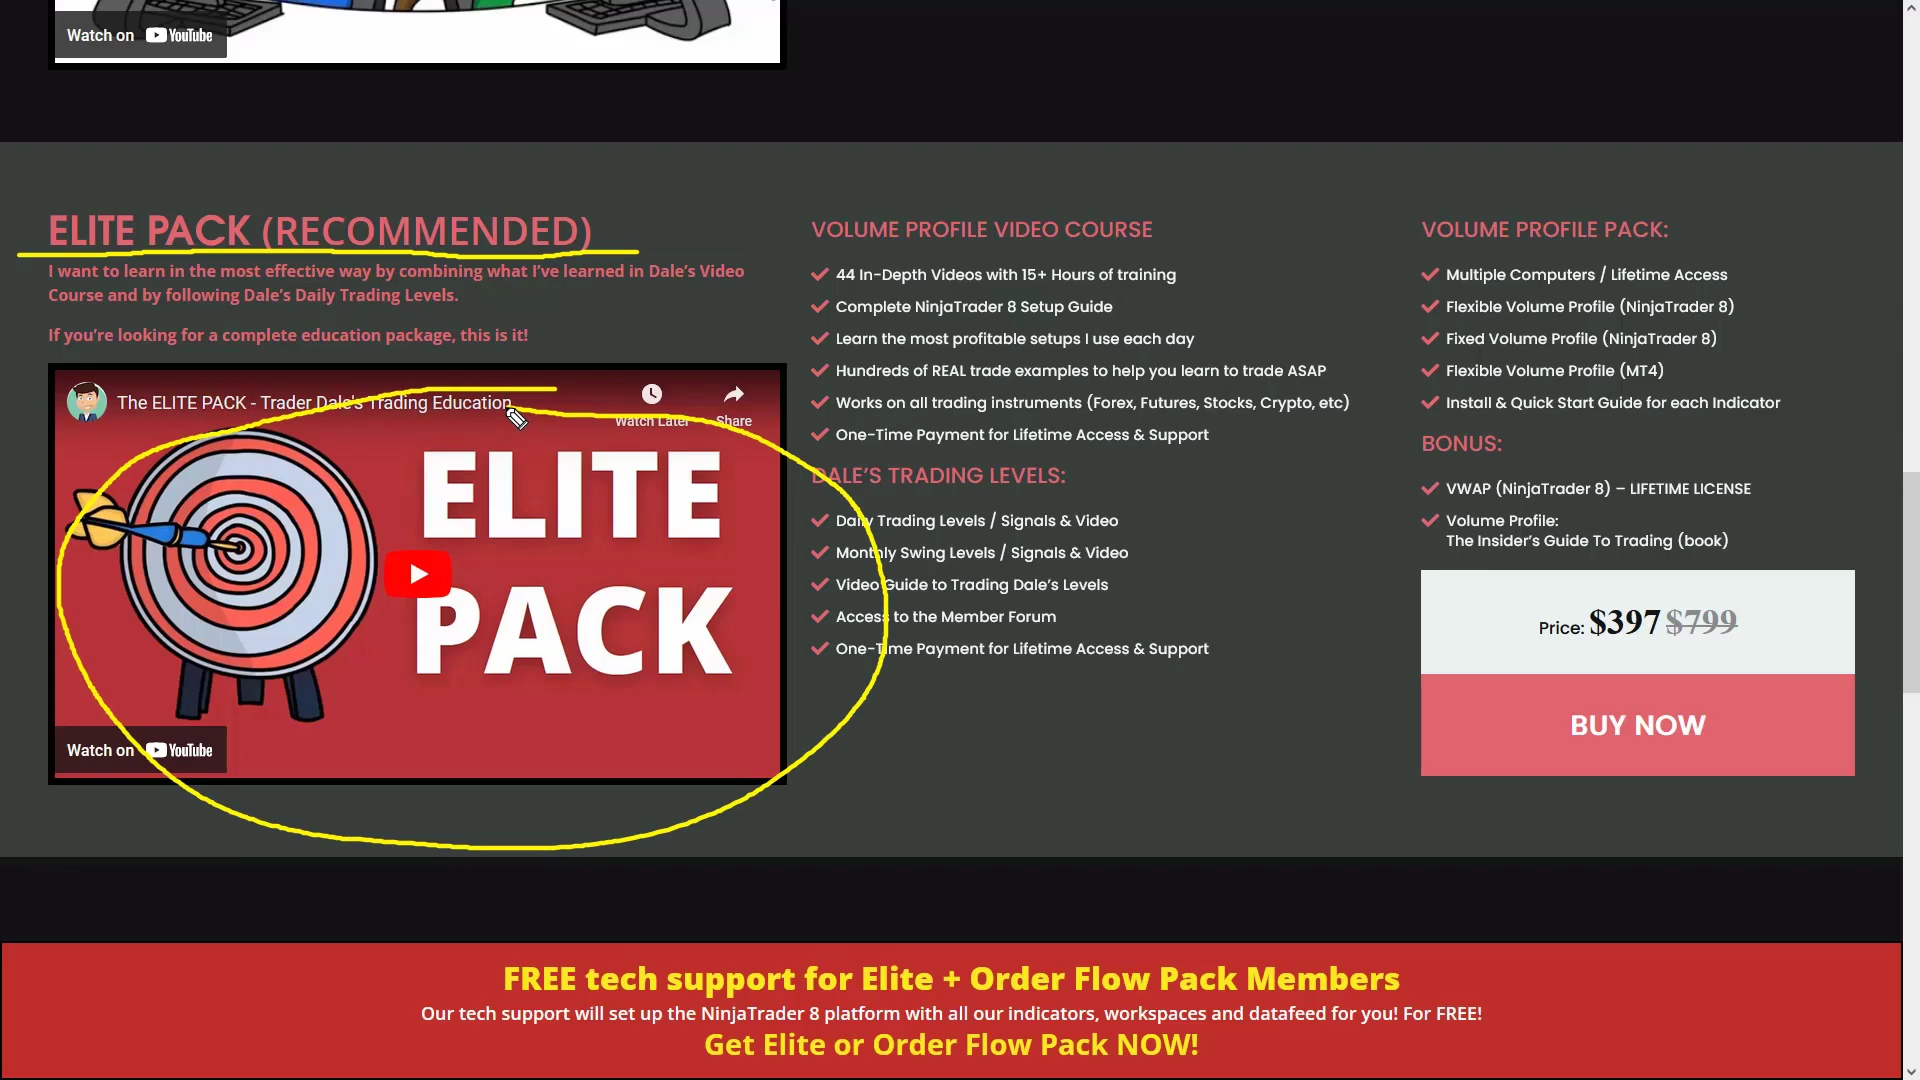 Watch on YouTube
ELITE PACK (RECOMMENDED)
I want to learn in the most effective way by combining what I've learned in Dale's Video
Course and by following Dale's Daily Trading Levels.
If you're looking for a complete education package, this is it!
The ELITE PACK - Trader Dale's Trading Education
Watch Later
Share
ELITE
PACK
Watch on YouTube
VOLUME PROFILE VIDEO COURSE
44 In-Depth Videos with 15+ Hours of training
Complete NinjaTrader 8 Setup Guide
Learn the most profitable setups I use each day
Hundreds of REAL trade examples to help you learn to trade ASAP
Works on all trading instruments (Forex, Futures, Stocks, Crypto, etc)
One-Time Payment for Lifetime Access & Support
DALE'S TRADING LEVELS:
Daily Trading Levels / Signals & Video
Monthly Swing Levels / Signals & Video
Video Guide to Trading Dale's Levels
Access to the Member Forum
One-Time Payment for Lifetime Access & Support
VOLUME PROFILE PACK:
Multiple Computers / Lifetime Access
Flexible Volume Profile (NinjaTrader 8)
Fixed Volume Profile (NinjaTrader 8)
Flexible Volume Profile (MT4)
Install & Quick Start Guide for each Indicator
BONUS:
VWAP (NinjaTrader 8) – LIFETIME LICENSE
Volume Profile:
The Insider's Guide To Trading (book)
Price: $397 $799
BUY NOW
FREE tech support for Elite + Order Flow Pack Members
Our tech support will set up the NinjaTrader 8 platform with all our indicators, workspaces and datafeed for you! For FREE!
Get Elite or Order Flow Pack NOW!